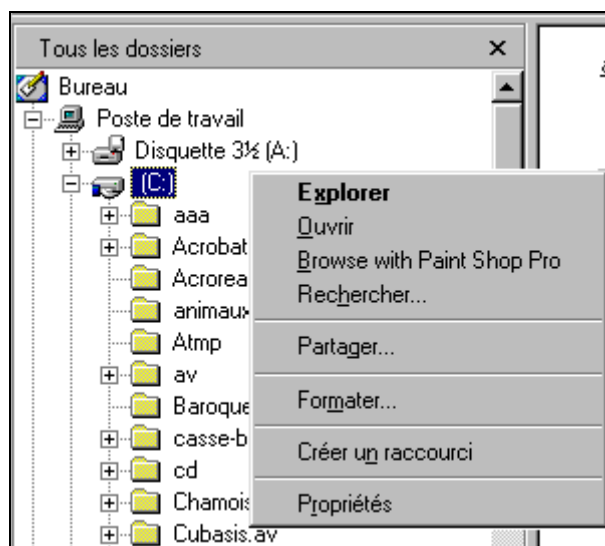 Tous les dossiers
Bureau
Poste de travail
Disquette 3½ (A:)
(C:)
aaa
Acrobat
Acrorea
animaux
Atmp
av
Baroque
casse-b
cd
Chamois
Cubasis.av
Explorer
Ouvrir
Browse with Paint Shop Pro
Rechercher...
Partager...
Formater...
Créer un raccourci
Propriétés